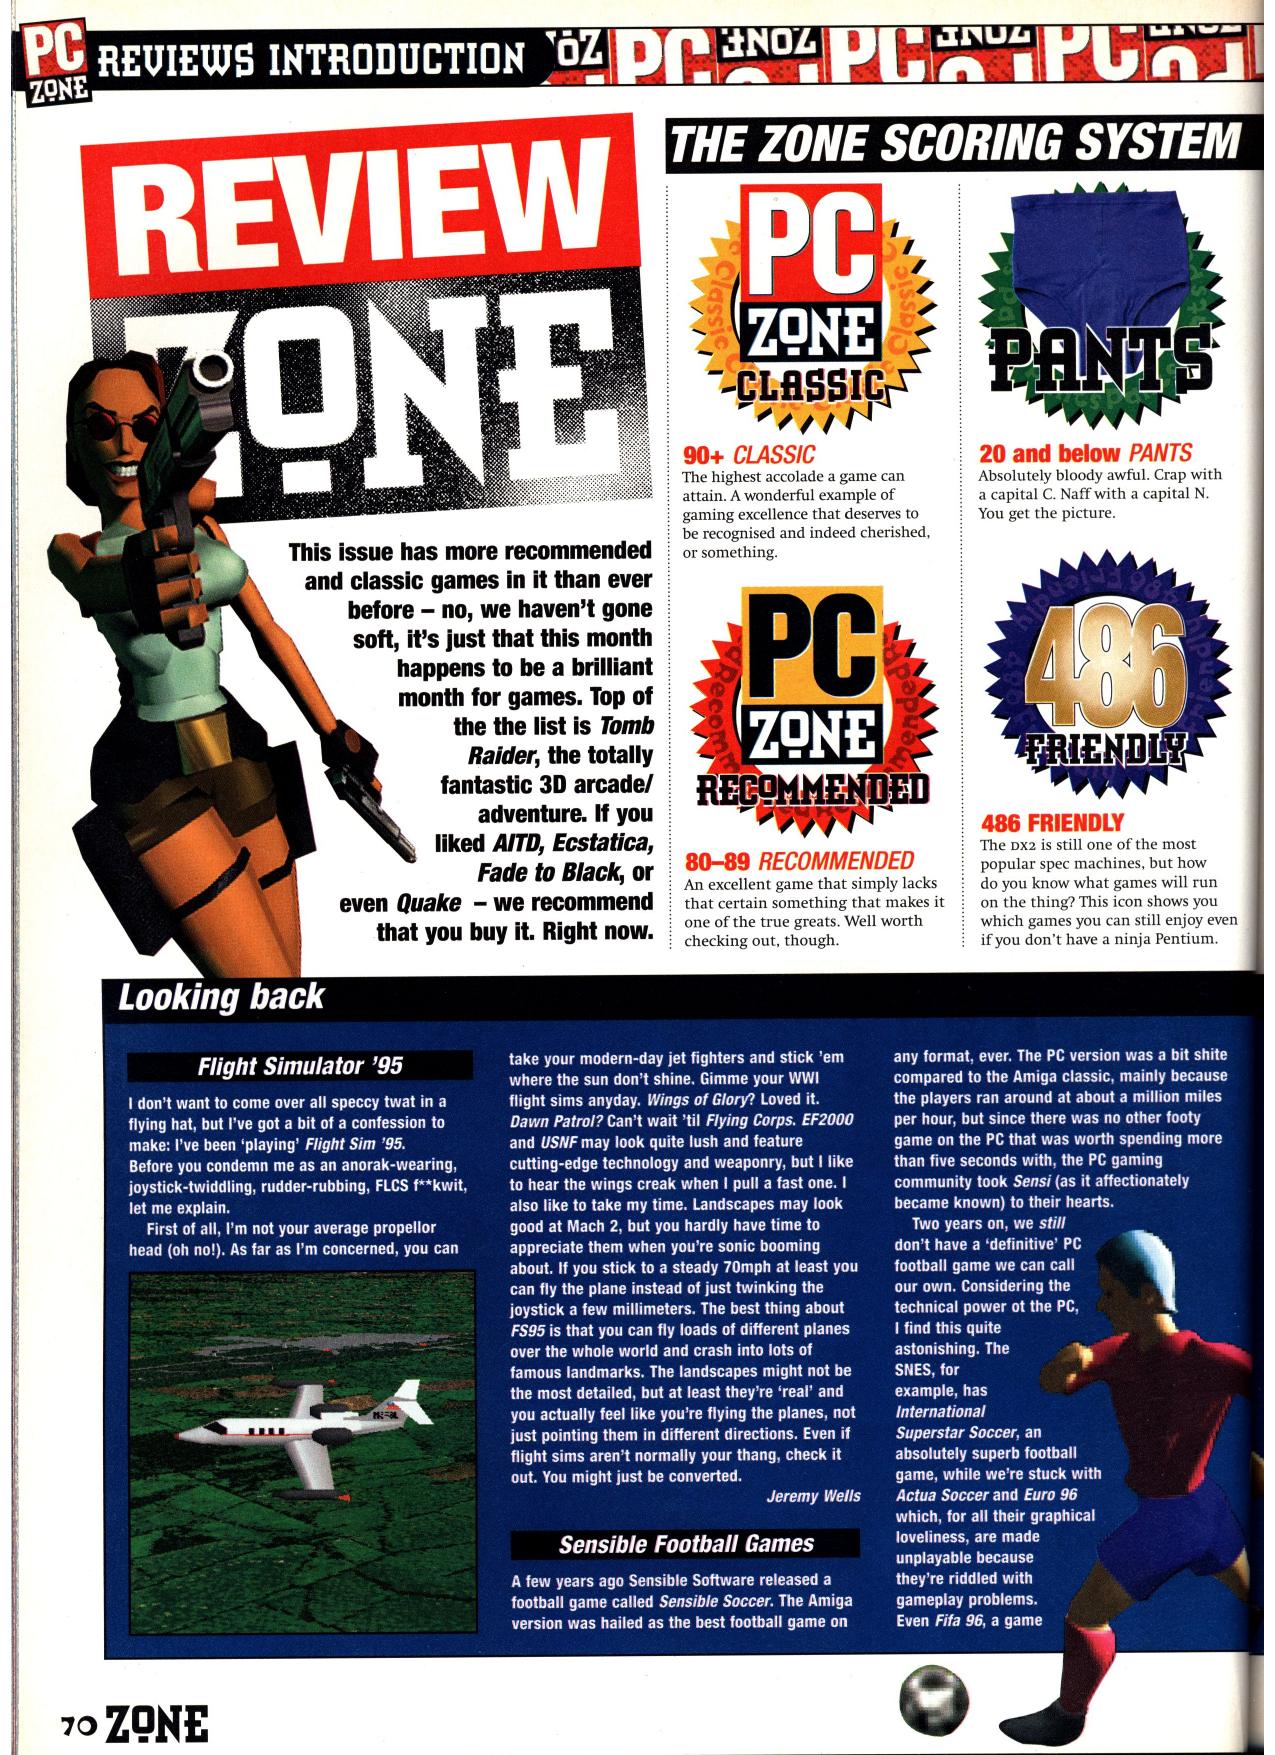 PC
ZONE
REVIEWS INTRODUCTION
REVIEW
ZONE
This issue has more recommended
and classic games in it than ever
before – no, we haven't gone
soft, it's just that this month
happens to be a brilliant
month for games. Top of
the the list is Tomb
Raider, the totally
fantastic 3D arcade/
adventure. If you
liked AITD, Ecstatica,
Fade to Black, or
even Quake – we recommend
that you buy it. Right now.
THE ZONE SCORING SYSTEM
PC
ZONE
CLASSIC
90+ CLASSIC
The highest accolade a game can
attain. A wonderful example of
gaming excellence that deserves to
be recognised and indeed cherished,
or something.
PC
ZONE
RECOMMENDED
80–89 RECOMMENDED
An excellent game that simply lacks
that certain something that makes it
one of the true greats. Well worth
checking out, though.
PANTS
20 and below PANTS
Absolutely bloody awful. Crap with
a capital C. Naff with a capital N.
You get the picture.
486
FRIENDLY
486 FRIENDLY
The DX2 is still one of the most
popular spec machines, but how
do you know what games will run
on the thing? This icon shows you
which games you can still enjoy even
if you don't have a ninja Pentium.
Looking back
Flight Simulator '95
I don't want to come over all speccy twat in a
flying hat, but I've got a bit of a confession to
make: I've been 'playing' Flight Sim '95.
Before you condemn me as an anorak-wearing,
joystick-twiddling, rudder-rubbing, FLCS f**kwit,
let me explain.
First of all, I'm not your average propellor
head (oh no!). As far as I'm concerned, you can
take your modern-day jet fighters and stick 'em
where the sun don't shine. Gimme your WWI
flight sims anyday. Wings of Glory? Loved it.
Dawn Patrol? Can't wait 'til Flying Corps. EF2000
and USNF may look quite lush and feature
cutting-edge technology and weaponry, but I like
to hear the wings creak when I pull a fast one. I
also like to take my time. Landscapes may look
good at Mach 2, but you hardly have time to
appreciate them when you're sonic booming
about. If you stick to a steady 70mph at least you
can fly the plane instead of just twinking the
joystick a few millimeters. The best thing about
FS95 is that you can fly loads of different planes
over the whole world and crash into lots of
famous landmarks. The landscapes might not be
the most detailed, but at least they're 'real' and
you actually feel like you're flying the planes, not
just pointing them in different directions. Even if
flight sims aren't normally your thang, check it
out. You might just be converted.
Jeremy Wells
Sensible Football Games
A few years ago Sensible Software released a
football game called Sensible Soccer. The Amiga
version was hailed as the best football game on
any format, ever. The PC version was a bit shite
compared to the Amiga classic, mainly because
the players ran around at about a million miles
per hour, but since there was no other footy
game on the PC that was worth spending more
than five seconds with, the PC gaming
community took Sensi (as it affectionately
became known) to their hearts.
Two years on, we still
don't have a 'definitive' PC
football game we can call
our own. Considering the
technical power ot the PC,
I find this quite
astonishing. The
SNES, for
example, has
International
Superstar Soccer, an
absolutely superb football
game, while we're stuck with
Actua Soccer and Euro 96
which, for all their graphical
loveliness, are made
unplayable because
they're riddled with
gameplay problems.
Even Fifa 96, a game
70 ZONE